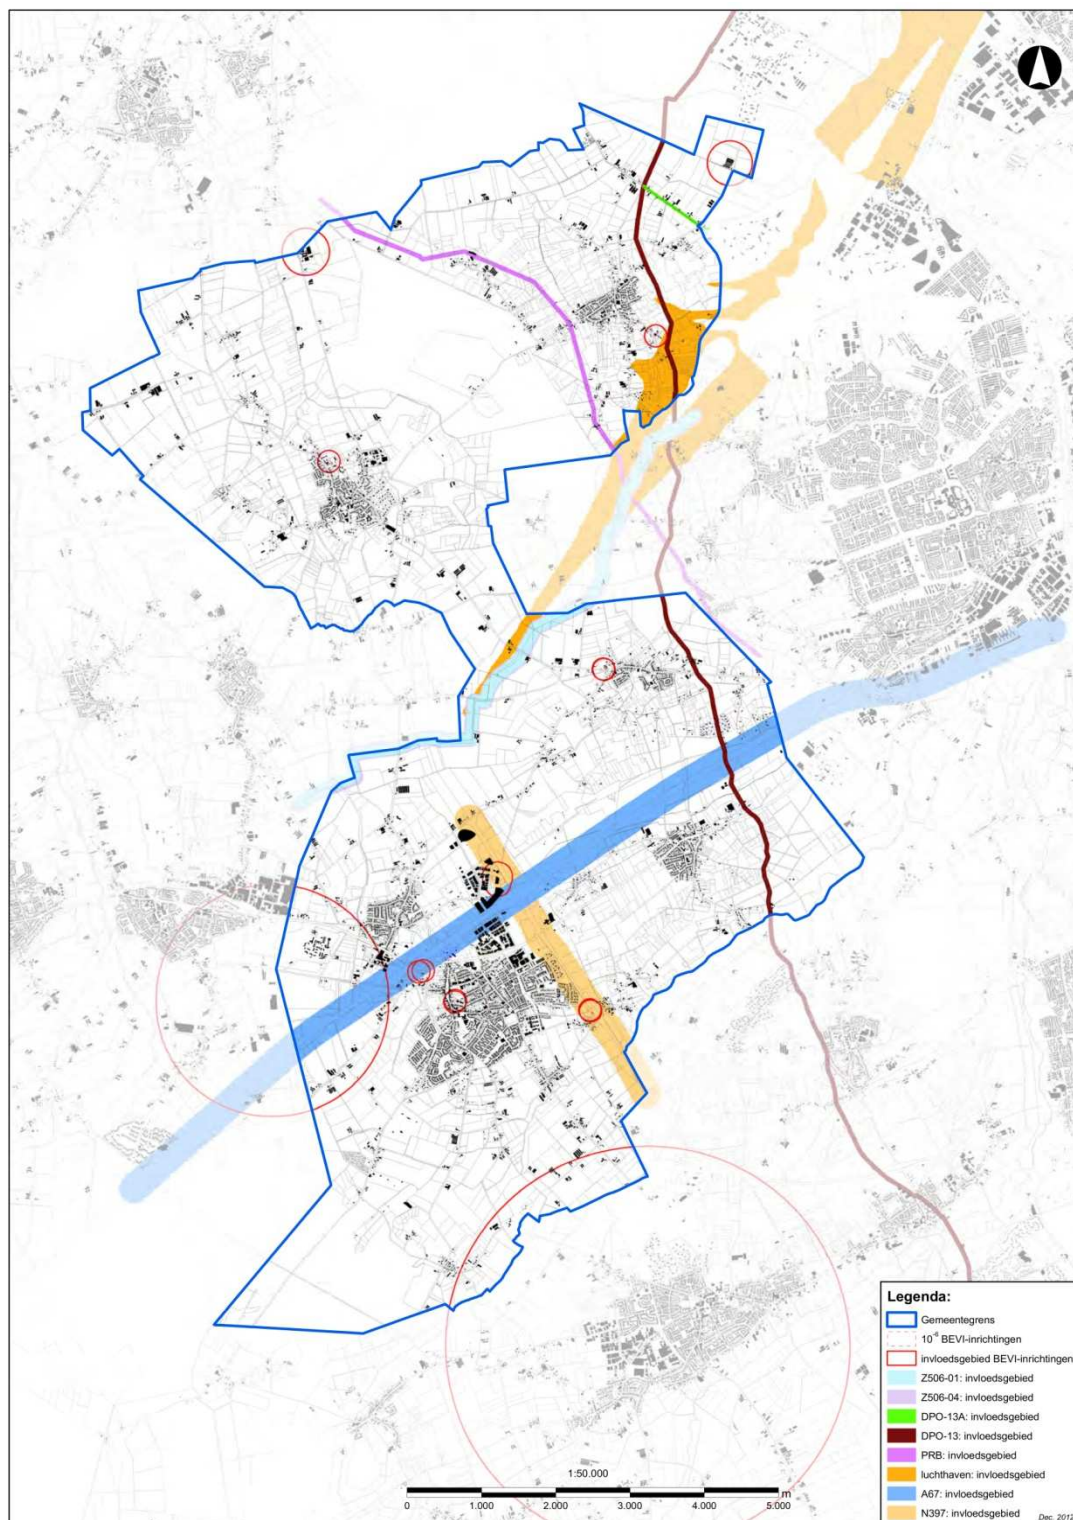 1:50.000
m
0 1.000 2.000 3.000 4.000 5.000
Legenda:
Gemeentegrens
10⁻⁶ BEVI-inrichtingen
invloedsgebied BEVI-inrichtingen
Z506-01: invloedsgebied
Z506-04: invloedsgebied
DPO-13A: invloedsgebied
DPO-13: invloedsgebied
PRB: invloedsgebied
luchthaven: invloedsgebied
A67: invloedsgebied
N397: invloedsgebied
Dec. 2012